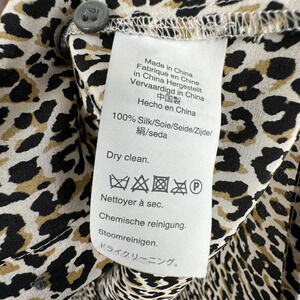 Made in China
Fabriqué en Chine
in China Hergestellt
Vervaardigd in China
中国製
Hecho en China
100% Silk/Soie/Seide/Zijde/
絹/seda
Dry clean.
P
Nettoyer à sec.
Chemische reinigung.
Stoomreinigen.
ドライクリーニング。